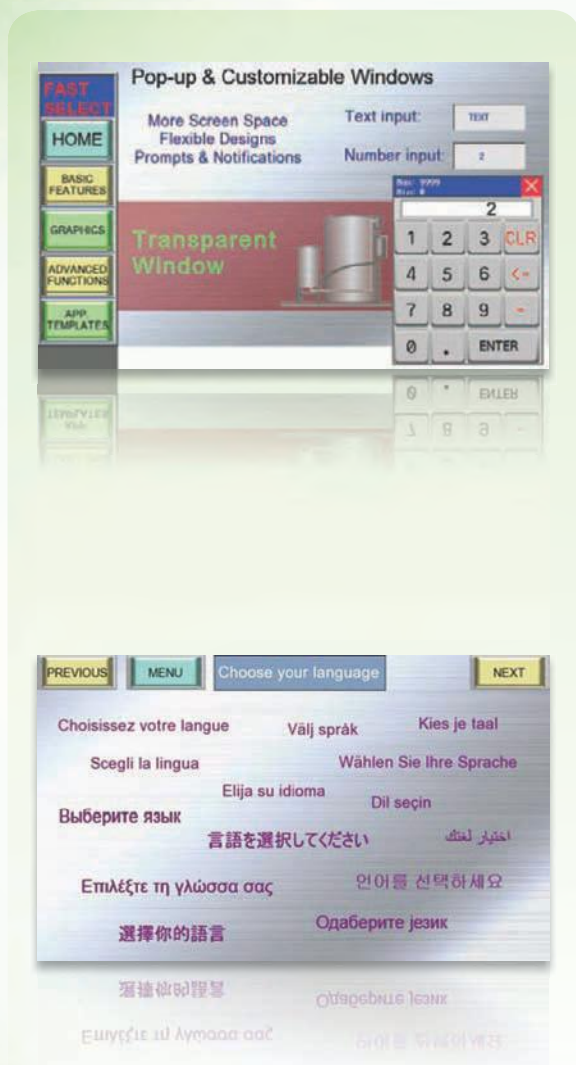 FAST
SELECT
HOME
BASIC
FEATURES
GRAPHICS
ADVANCED
FUNCTIONS
APP.
TEMPLATES
Pop-up & Customizable Windows
More Screen Space
Flexible Designs
Prompts & Notifications
Text input: TEXT
Number input: 2
Transparent
Window
Max: 9999
Min: 0
2
1 2 3 CLR
4 5 6 <-
7 8 9 -
0 . ENTER
PREVIOUS MENU Choose your language NEXT
Choisissez votre langue
Välj språk
Kies je taal
Scegli la lingua
Wählen Sie Ihre Sprache
Elija su idioma
Dil seçin
Выберите язык
言語を選択してください
اختيار لغتك
Επιλέξτε τη γλώσσα σας
언어를 선택하세요
選擇你的語言
Одаберите језик